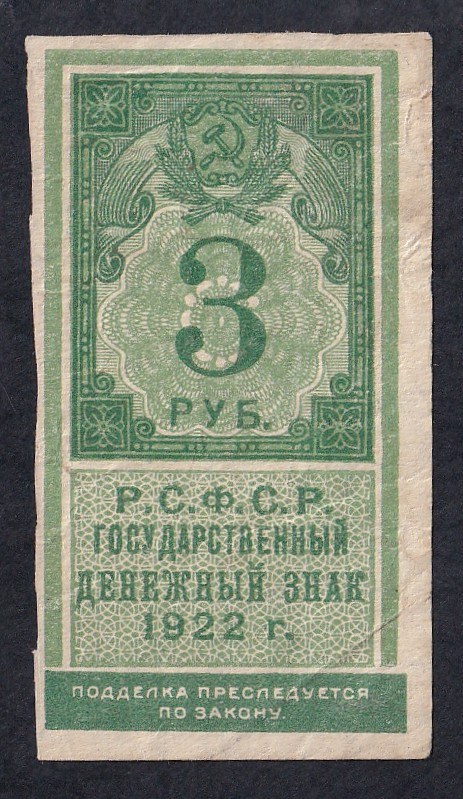 3
РУБ.
Р.С.Ф.С.Р.
ГОСУДАРСТВЕННЫЙ
ДЕНЕЖНЫЙ ЗНАК
1922 г.
ПОДДЕЛКА ПРЕСЛЕДУЕТСЯ
ПО ЗАКОНУ.